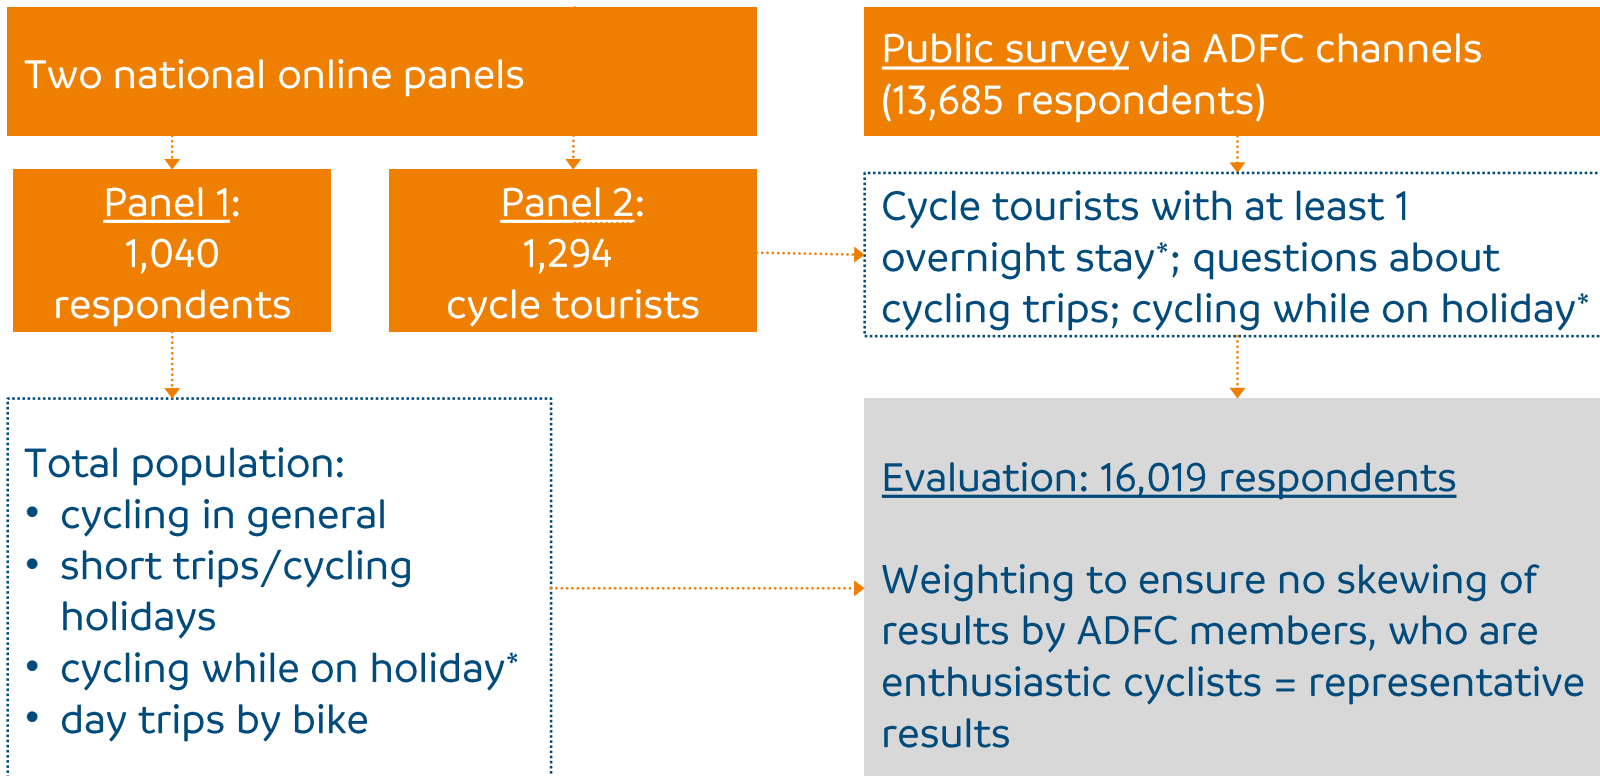 Two national online panels
Public survey via ADFC channels
(13,685 respondents)
Panel 1:
1,040
respondents
Panel 2:
1,294
cycle tourists
Cycle tourists with at least 1
overnight stay*; questions about
cycling trips; cycling while on holiday*
Total population:
• cycling in general
• short trips/cycling
holidays
• cycling while on holiday*
• day trips by bike
Evaluation: 16,019 respondents
Weighting to ensure no skewing of
results by ADFC members, who are
enthusiastic cyclists = representative
results